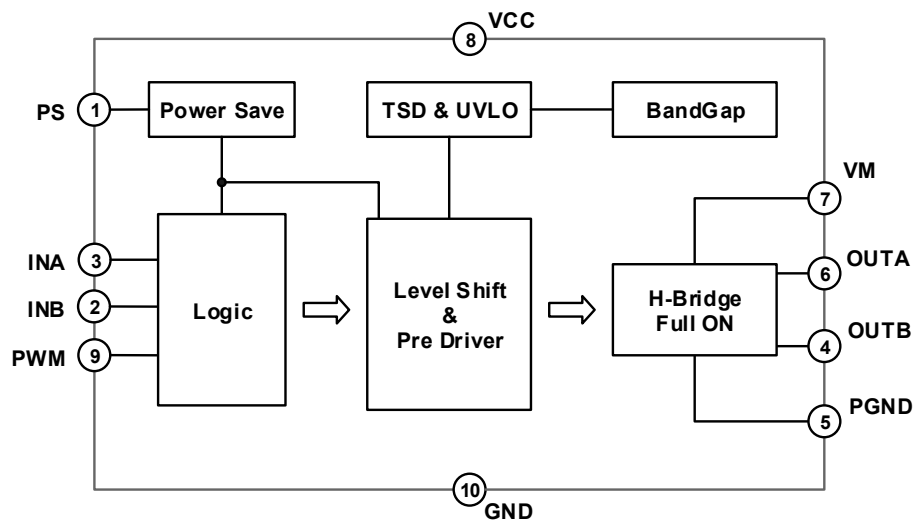 VCC
8
PS
1
Power Save
TSD & UVLO
BandGap
VM
7
INA
3
INB
2
PWM
9
Logic
Level Shift
&
Pre Driver
H-Bridge
Full ON
OUTA
6
OUTB
4
PGND
5
10
GND